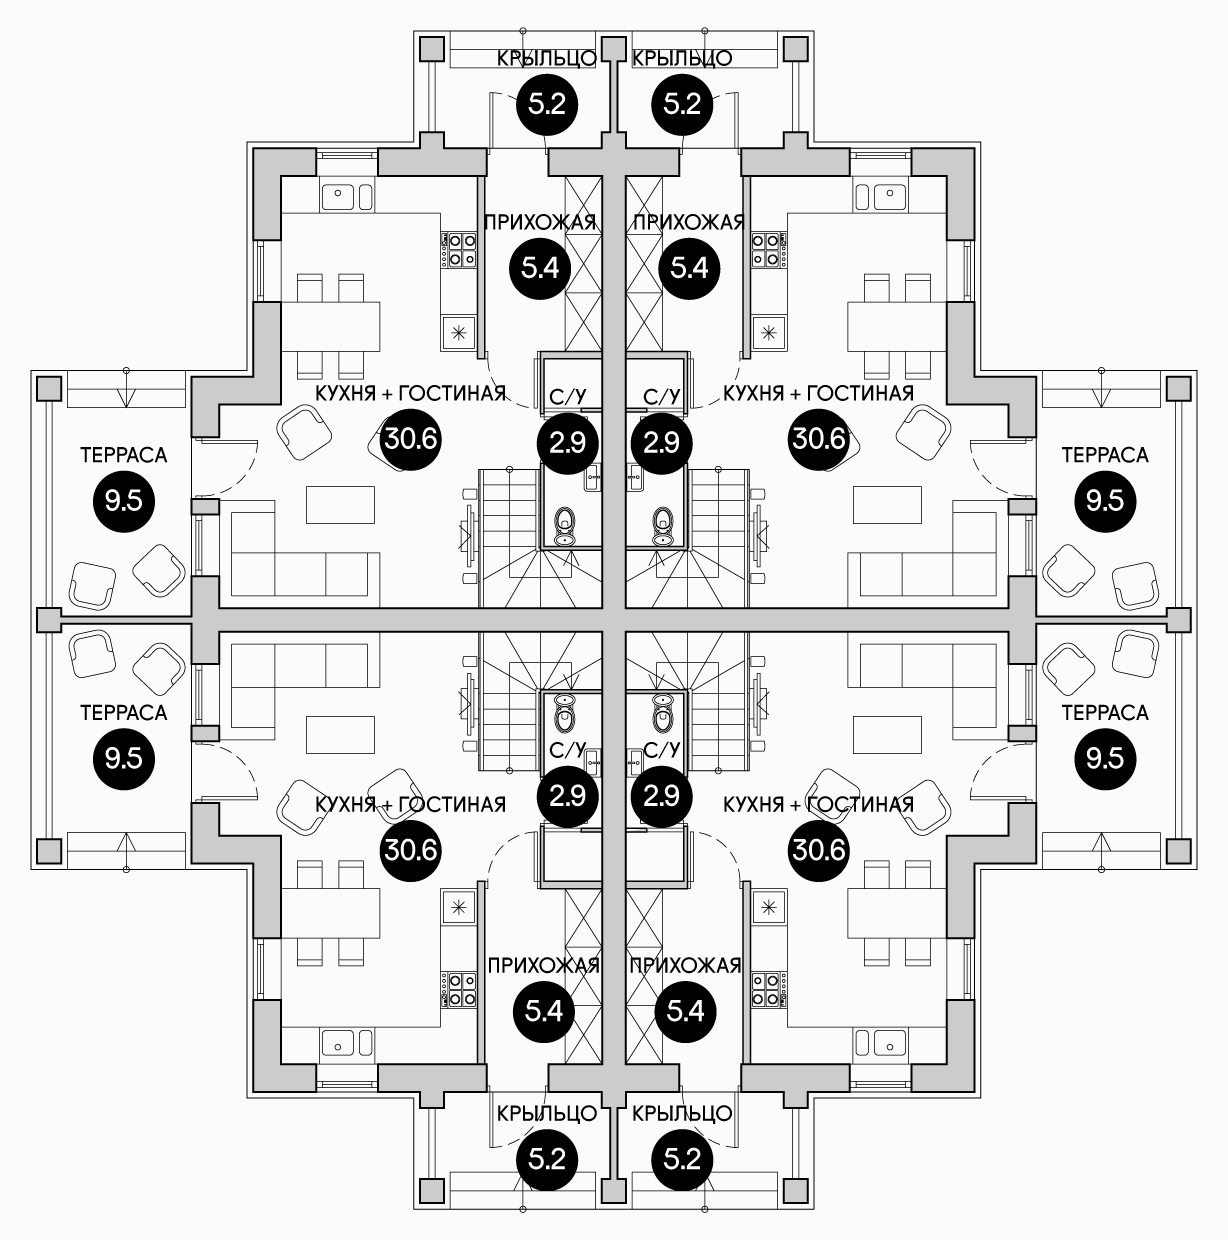 КРЫЛЬЦО КРЫЛЬЦО
5.2 5.2
ПРИХОЖАЯ ПРИХОЖАЯ
5.4 5.4
КУХНЯ + ГОСТИНАЯ С/У С/У КУХНЯ + ГОСТИНАЯ
30.6 2.9 2.9 30.6
ТЕРРАСА ТЕРРАСА
9.5 9.5
ТЕРРАСА ТЕРРАСА
9.5 9.5
С/У С/У
2.9 2.9
КУХНЯ + ГОСТИНАЯ КУХНЯ + ГОСТИНАЯ
30.6 30.6
ПРИХОЖАЯ ПРИХОЖАЯ
5.4 5.4
КРЫЛЬЦО КРЫЛЬЦО
5.2 5.2